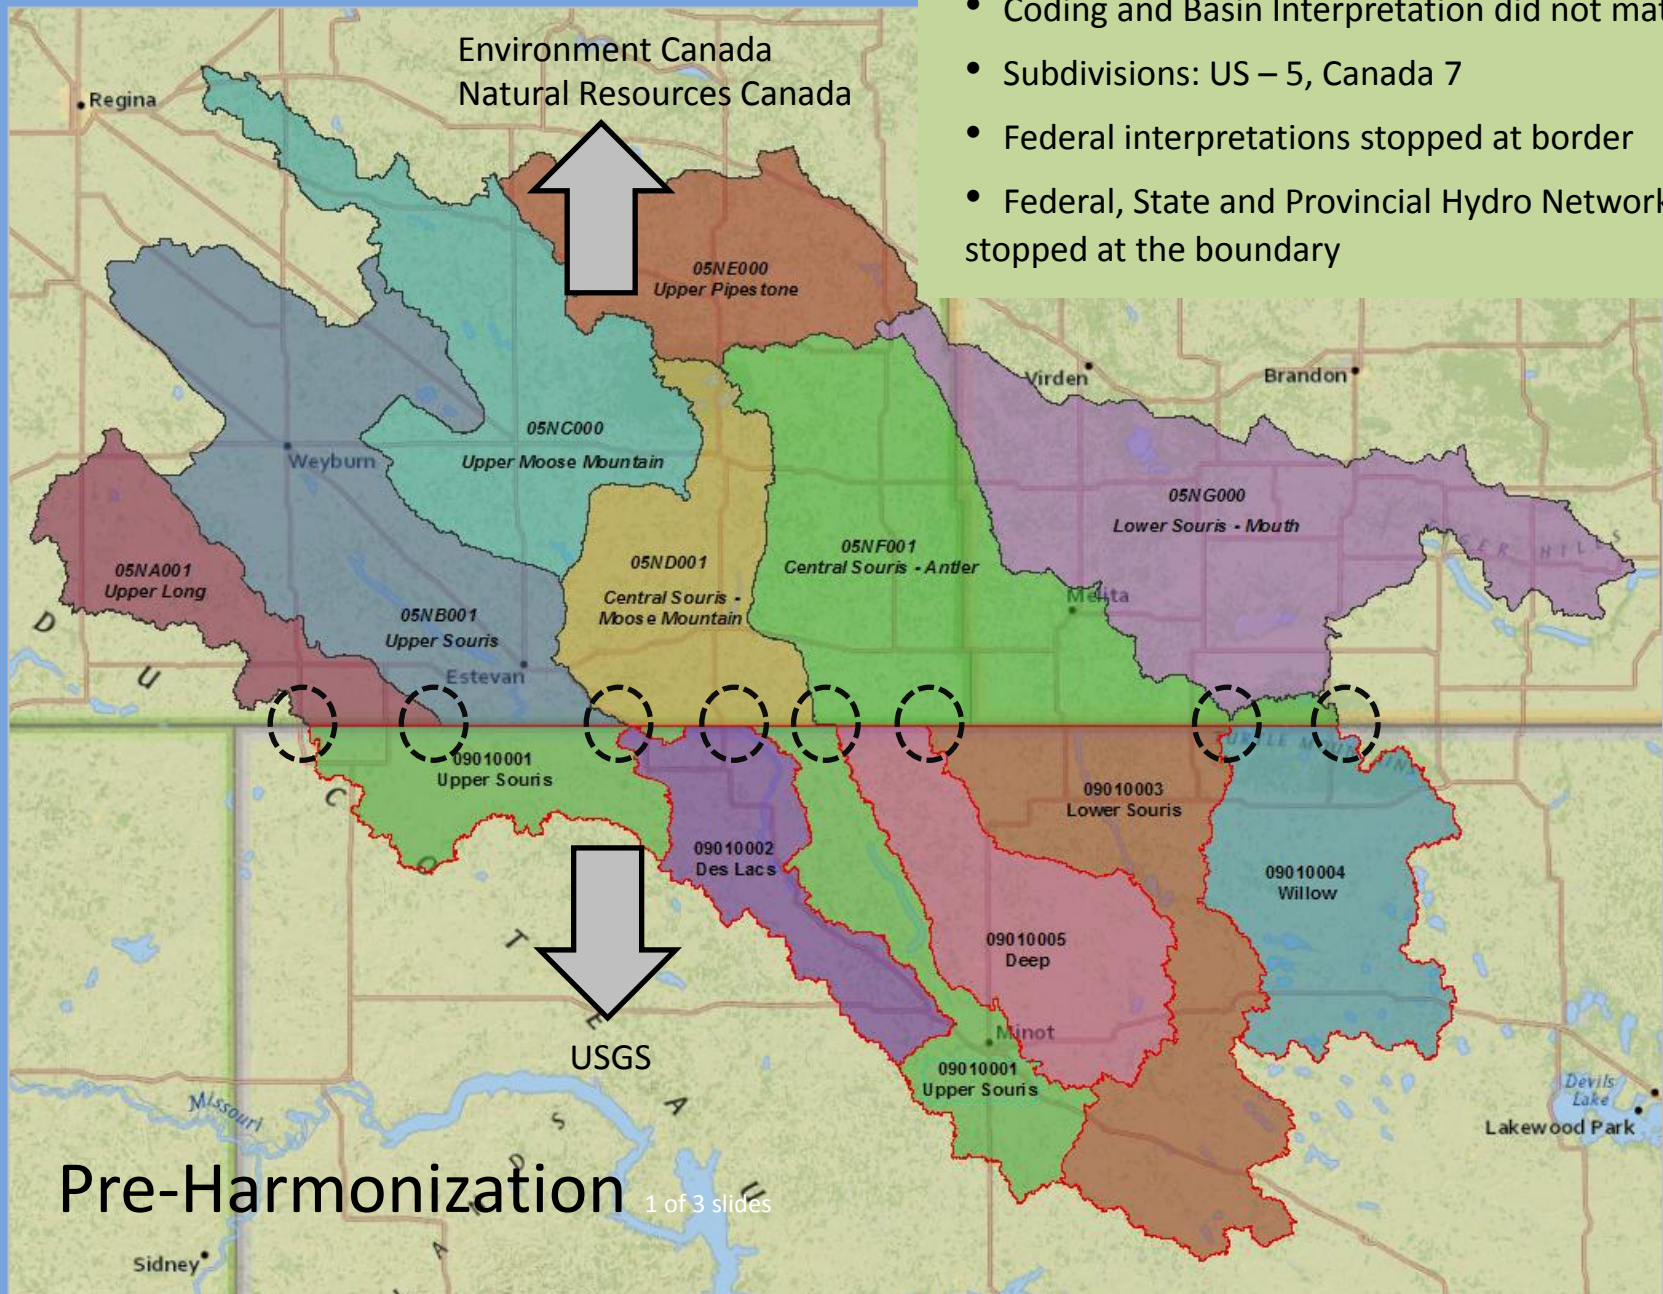 Environment Canada
Natural Resources Canada
• Coding and Basin Interpretation did not
• Subdivisions: US – 5, Canada 7
• Federal interpretations stopped at border
• Federal, State and Provincial Hydro Network
stopped at the boundary
Regina
05NE000
Upper Pipestone
Virden
Brandon
05NC000
Upper Moose Mountain
Weyburn
05NG000
Lower Souris - Mouth
05NA001
Upper Long
05ND001
Central Souris -
Moose Mountain
05NF001
Central Souris - Antler
Melita
05NB001
Upper Souris
Estevan
TURTLE MOUNTAINS
09010001
Upper Souris
09010003
Lower Souris
09010002
Des Lacs
09010004
Willow
09010005
Deep
Minot
USGS
09010001
Upper Souris
Missouri
Devils
Lake
Lakewood Park
Pre-Harmonization 1 of 3 slides
Sidney